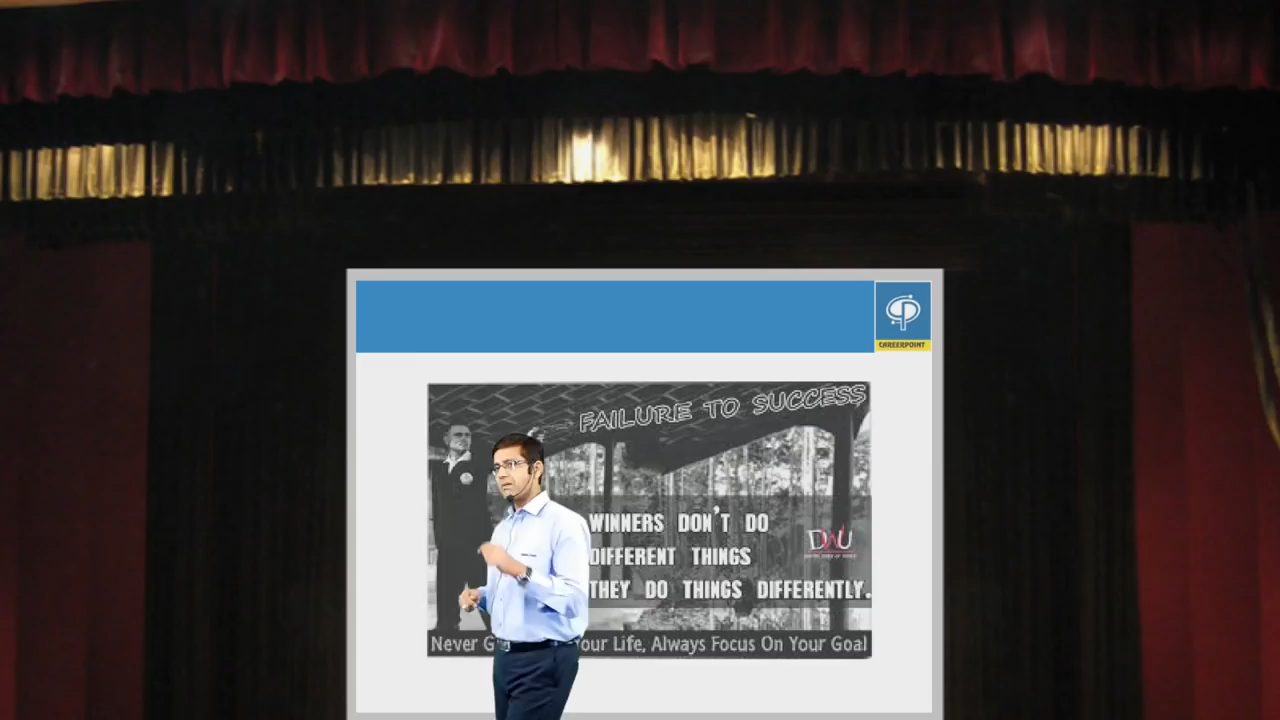 CAREERPOINT
FAILURE TO SUCCESS
WINNERS DON'T DO
DIFFERENT THINGS
THEY DO THINGS DIFFERENTLY.
DWU
Never G our Life, Always Focus On Your Goal